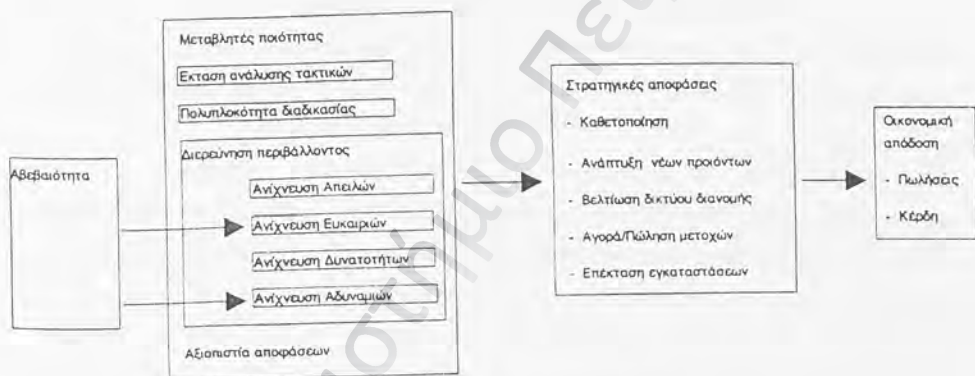 Αβεβαιότητα
Μεταβλητές ποιότητας
Εκταση ανάλυσης τακτικών
Πολυπλοκότητα διαδικασίας
Διερεύνηση περιβάλλοντος
Ανίχνευση Απειλών
Ανίχνευση Ευκαιριών
Ανίχνευση Δυνατοτήτων
Ανίχνευση Αδυναμιών
Αξιοπιστία αποφάσεων
Στρατηγικές αποφάσεις
- Καθετοποίηση
- Ανάπτυξη νέων προιόντων
- Βελτίωση δικτύου διανομής
- Αγορά/Πώληση μετοχών
- Επέκταση εγκαταστάσεων
Οικονομική
απόδοση
- Πωλήσεις
- Κέρδη